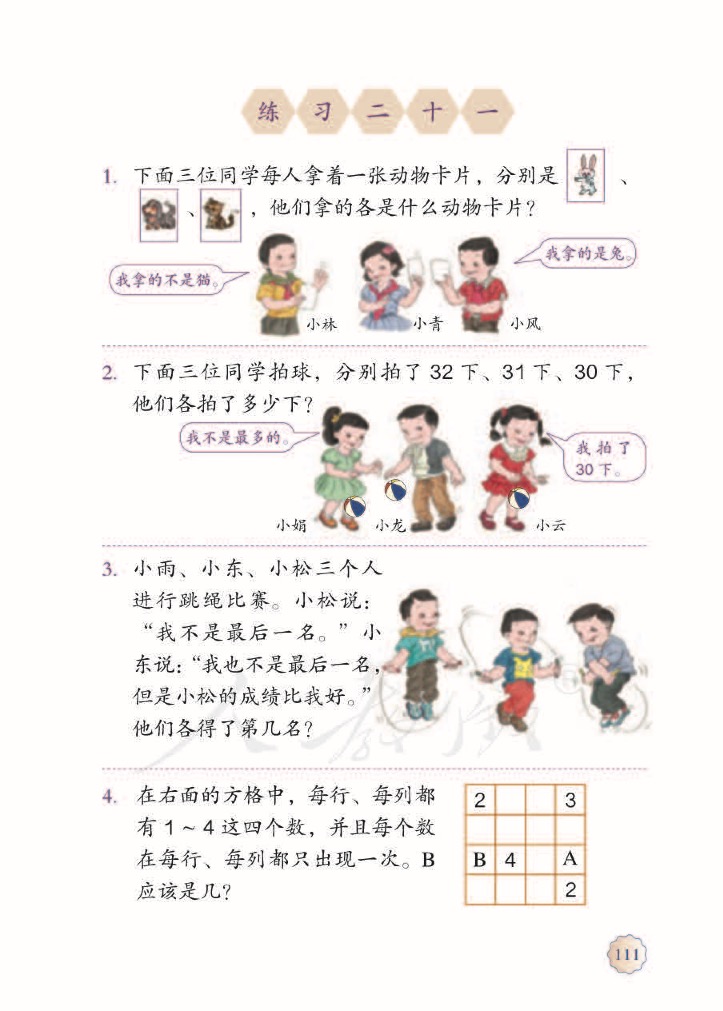 练习二十一
1. 下面三位同学每人拿着一张动物卡片，分别是 、
、 ，他们拿的各是什么动物卡片？
我拿的不是猫。
我拿的是兔。
小林 小青 小风
2. 下面三位同学拍球，分别拍了 32 下、31 下、30 下，
他们各拍了多少下？
我不是最多的。
我拍了
30 下。
小娟 小龙 小云
3. 小雨、小东、小松三个人
进行跳绳比赛。小松说：
“我不是最后一名。”小
东说：“我也不是最后一名，
但是小松的成绩比我好。”
他们各得了第几名？
4. 在右面的方格中，每行、每列都
有 1 ~ 4 这四个数，并且每个数
在每行、每列都只出现一次。B
应该是几？
2 3
B 4 A
2
111